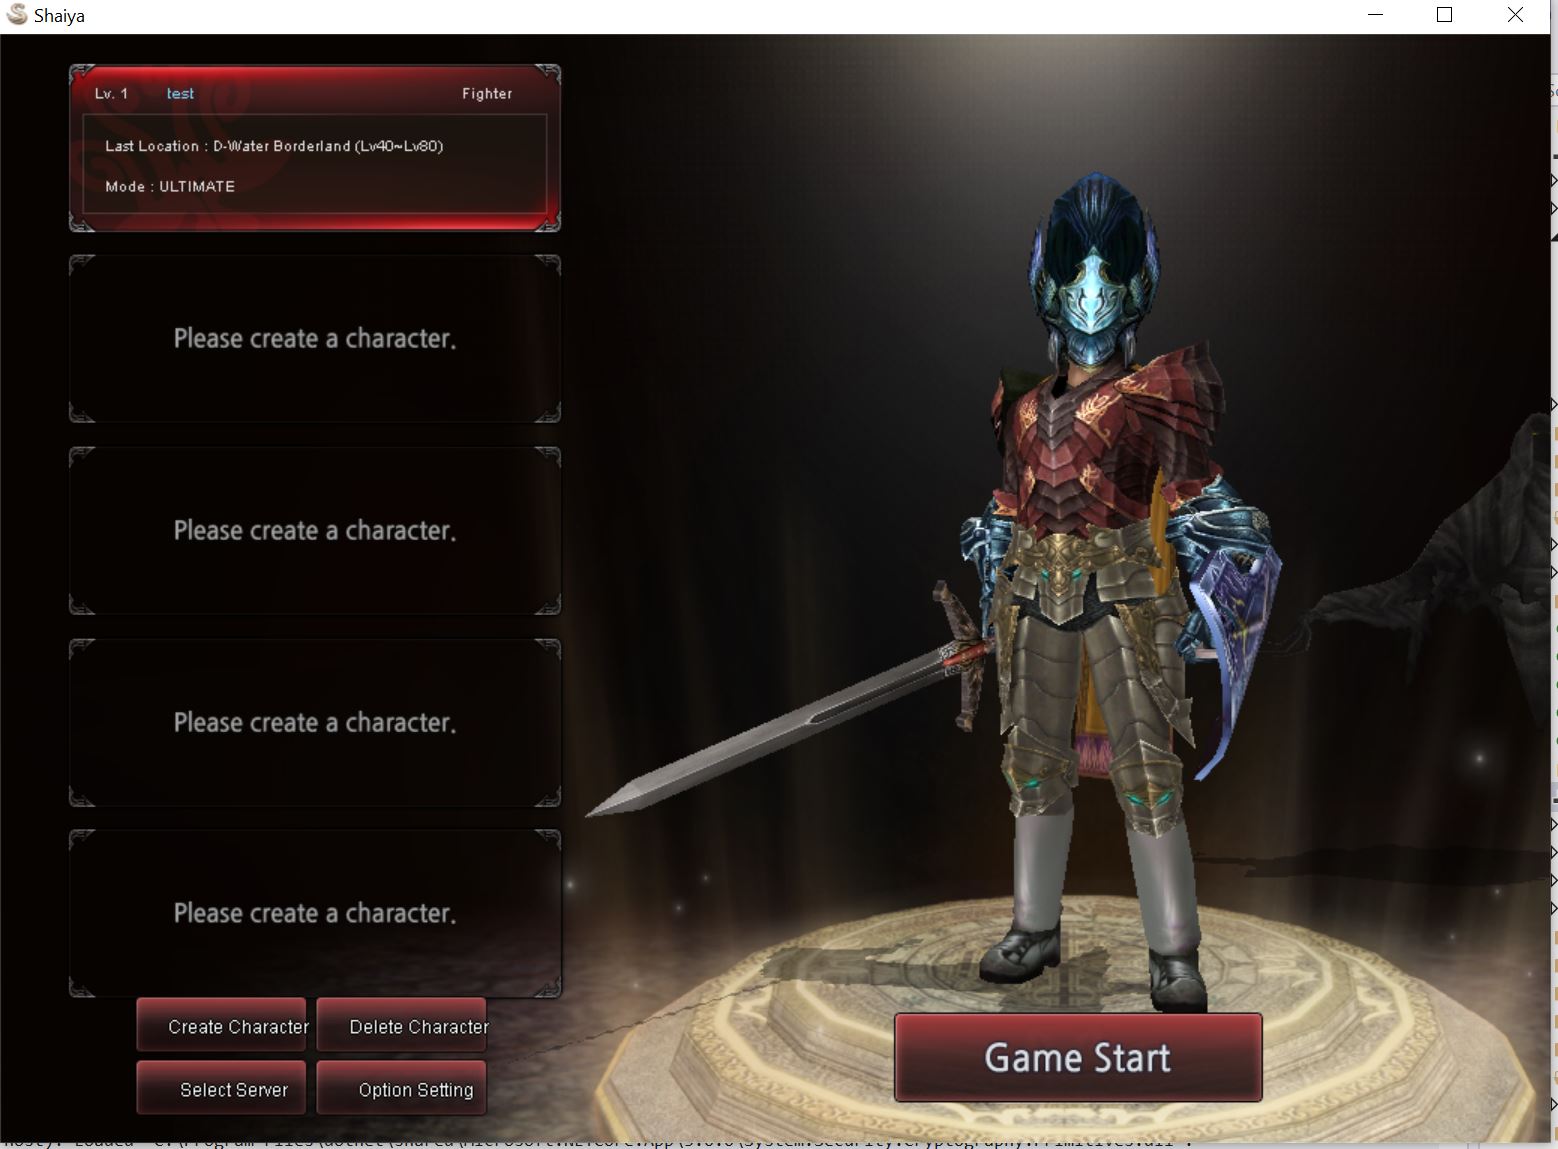 Shaiya
Lv. 1 test Fighter
Last Location : D-Water Borderland (Lv40~Lv80)
Mode : ULTIMATE
Please create a character.
Please create a character.
Please create a character.
Please create a character.
Create Character Delete Character
Select Server Option Setting
Game Start